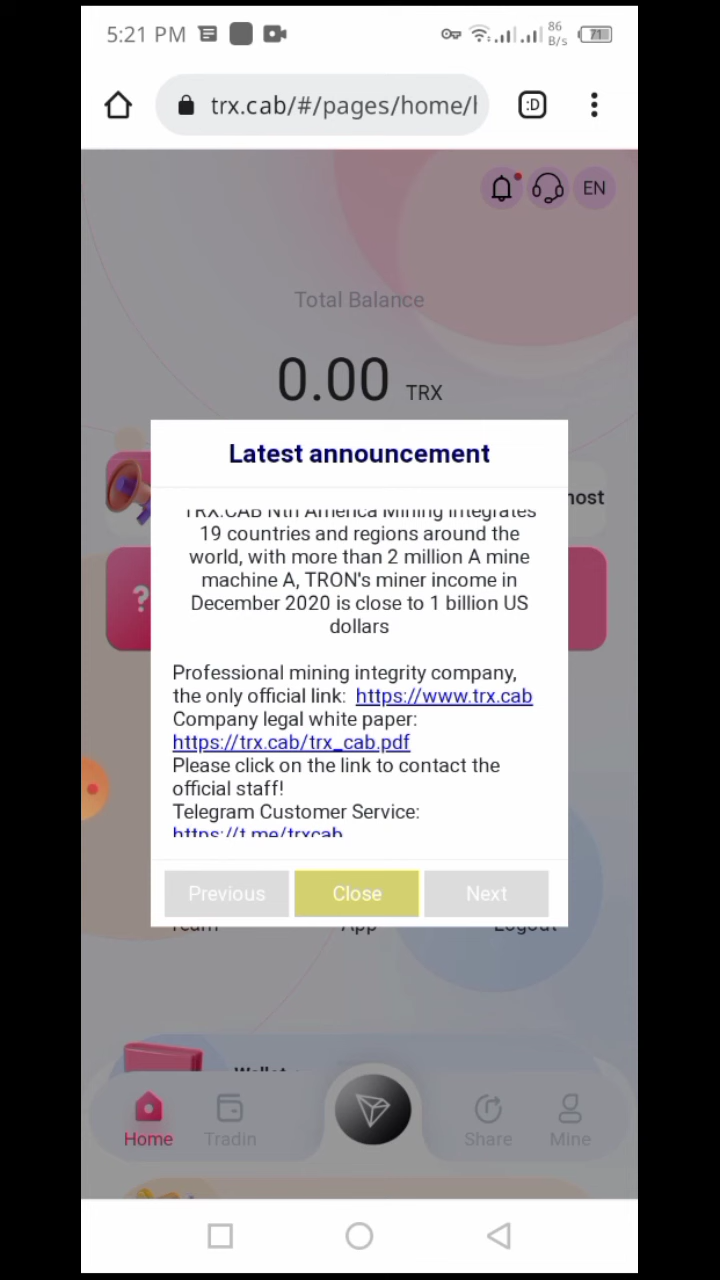 5:21 PM
86
B/s
71
trx.cab/#/pages/home/l
:D
EN
Total Balance
0.00 TRX
Latest announcement
nost
TRX.CAB Nth America Mining integrates
19 countries and regions around the
world, with more than 2 million A mine
machine A, TRON's miner income in
December 2020 is close to 1 billion US
dollars
?
Professional mining integrity company,
the only official link: https://www.trx.cab
Company legal white paper:
https://trx.cab/trx_cab.pdf
Please click on the link to contact the
official staff!
Telegram Customer Service:
https://t.me/trxcab
Previous
Close
Next
Team
App
Logout
Wallet
Home
Tradin
Share
Mine